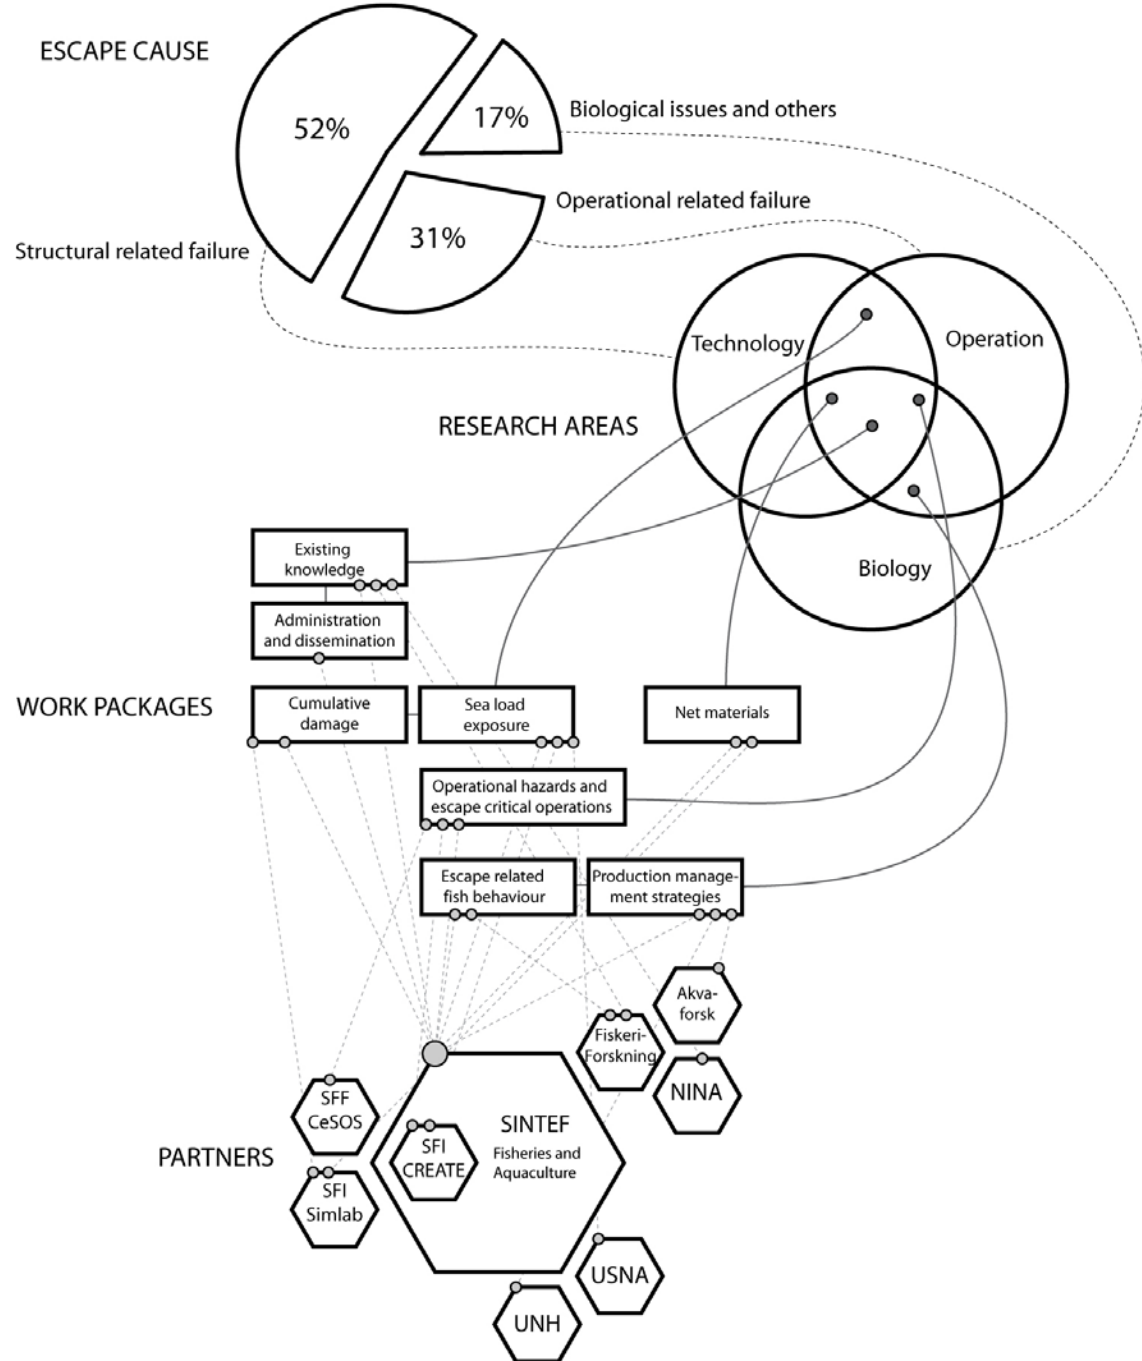 ESCAPE CAUSE
52%
17%
Biological issues and others
Operational related failure
31%
Structural related failure
Technology
Operation
RESEARCH AREAS
Biology
Existing
knowledge
Administration
and dissemination
WORK PACKAGES
Cumulative
damage
Sea load
exposure
Net materials
Operational hazards and
escape critical operations
Escape related
fish behaviour
Production manage-
ment strategies
Akva-
forsk
Fiskeri-
Forskning
NINA
SFF
CeSOS
PARTNERS
SFI
CREATE
SINTEF
Fisheries and
Aquaculture
SFI
Simlab
USNA
UNH